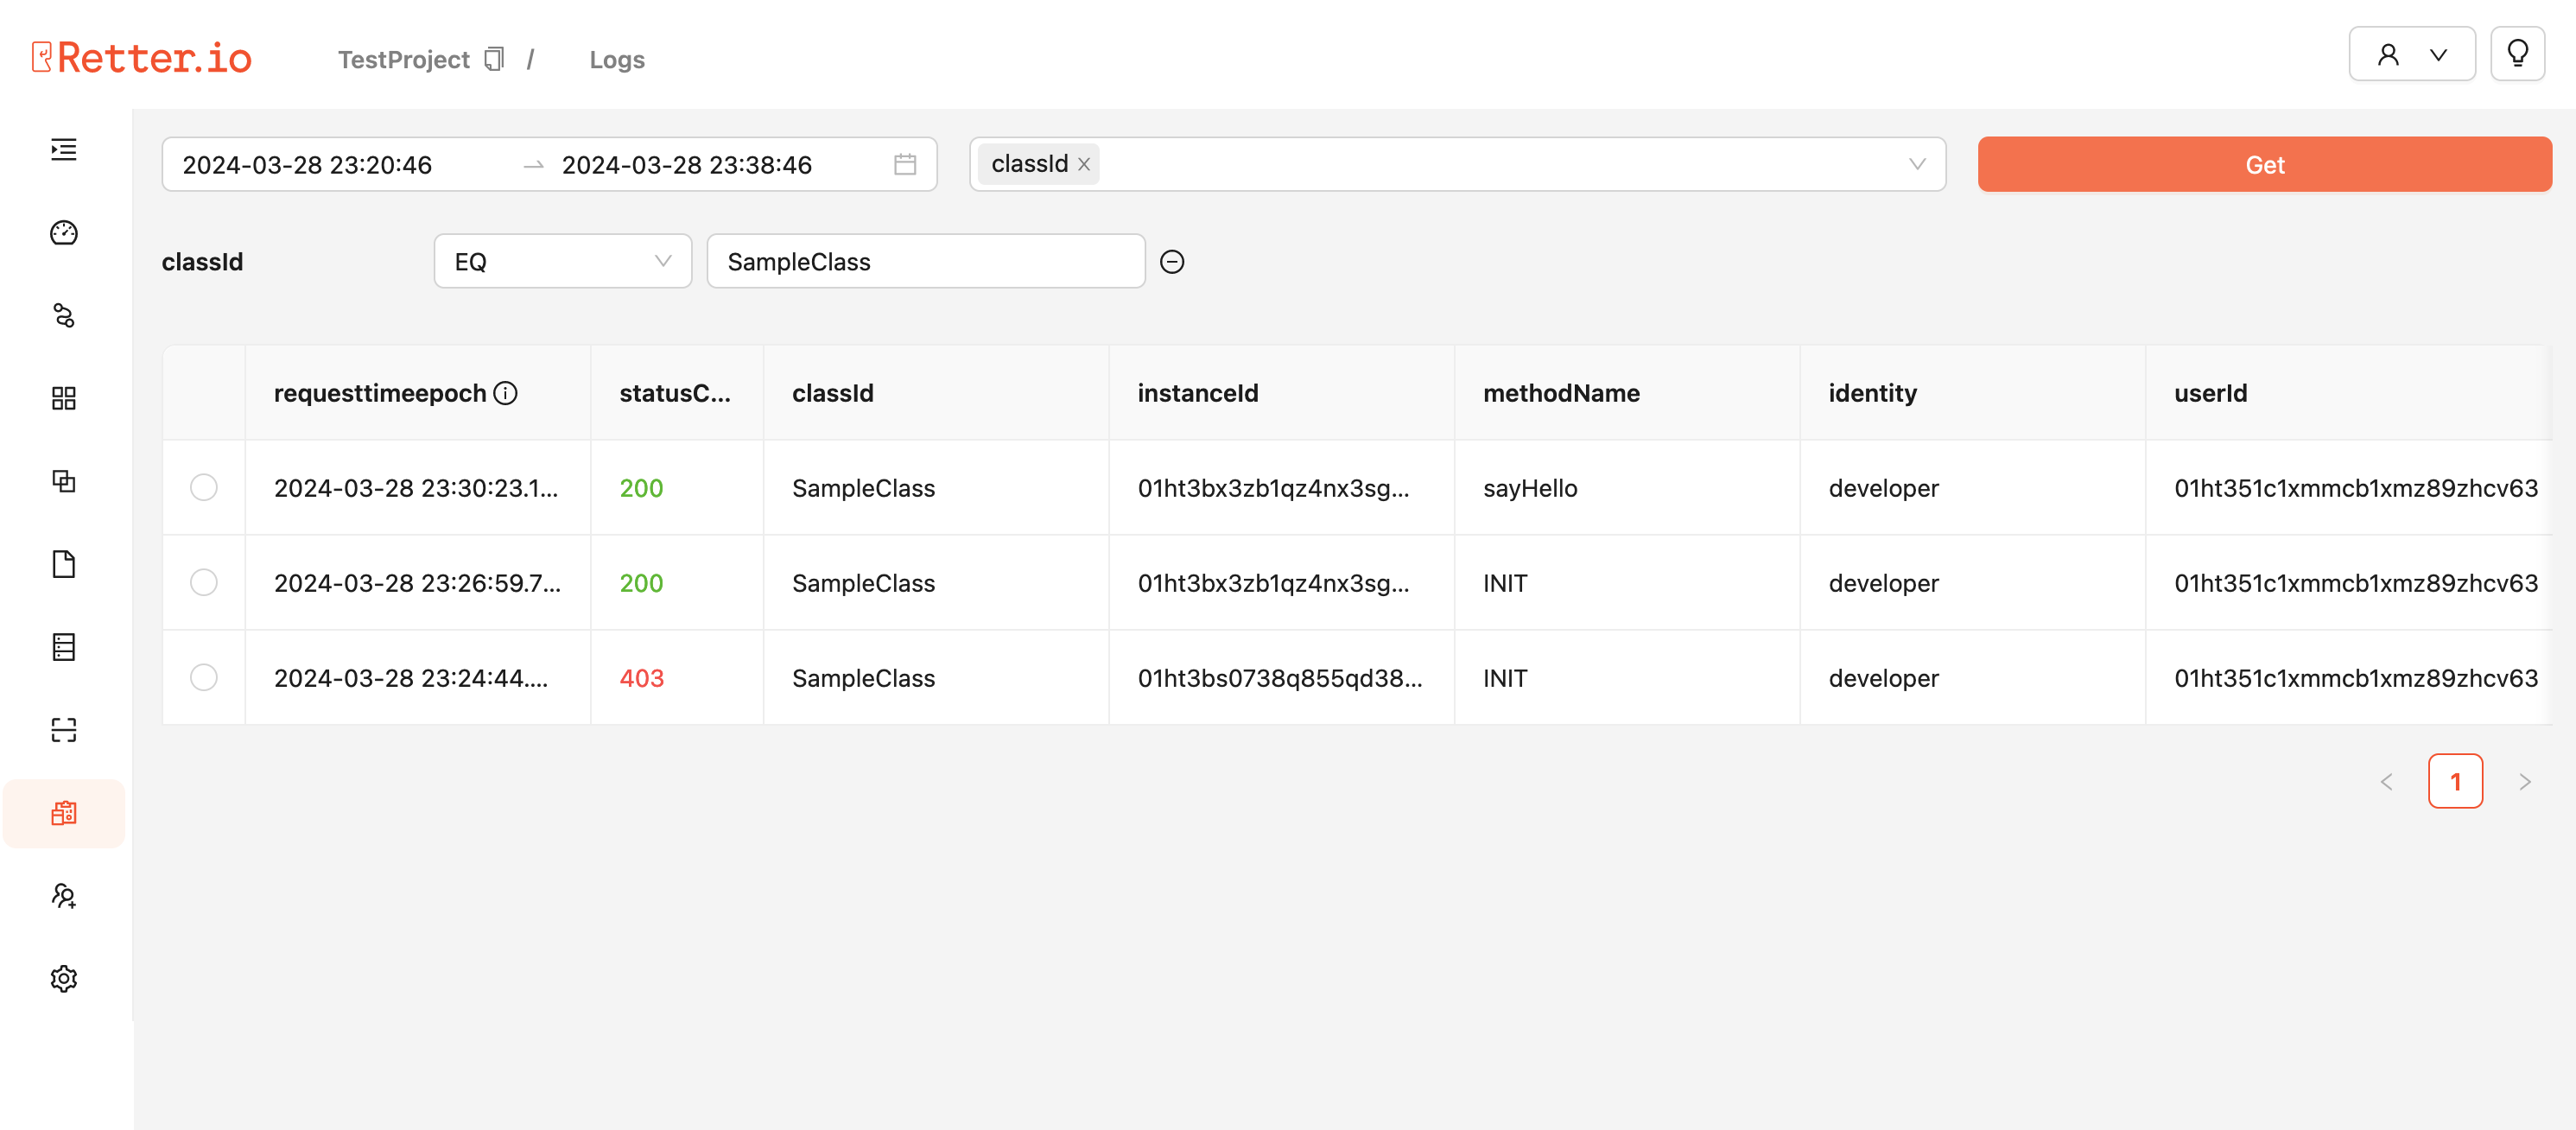 Retter.io
TestProject / Logs
2024-03-28 23:20:46 → 2024-03-28 23:38:46 classId Get
classId EQ SampleClass
requesttimeepoch statusC... classId instanceId methodName identity userId
2024-03-28 23:30:23.1... 200 SampleClass 01ht3bx3zb1qz4nx3sg... sayHello developer 01ht351c1xmmcb1xmz89zhcv63
2024-03-28 23:26:59.7... 200 SampleClass 01ht3bx3zb1qz4nx3sg... INIT developer 01ht351c1xmmcb1xmz89zhcv63
2024-03-28 23:24:44.... 403 SampleClass 01ht3bs0738q855qd38... INIT developer 01ht351c1xmmcb1xmz89zhcv63
1